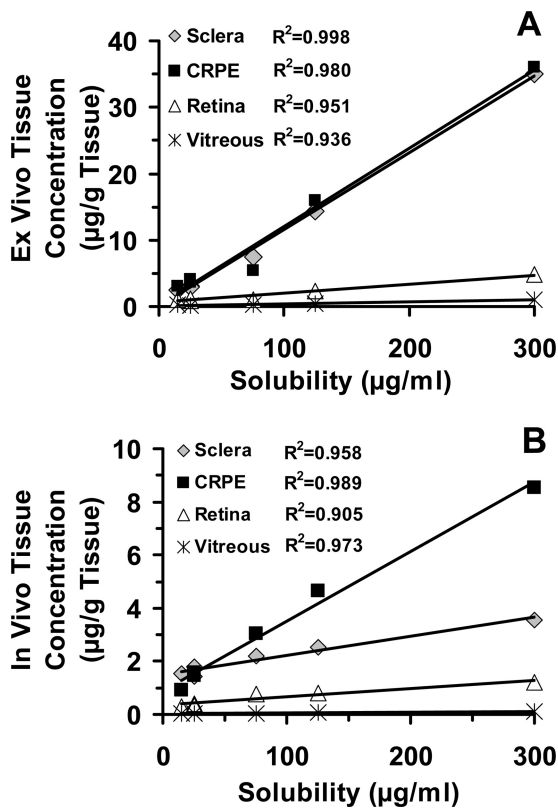 A
Sclera R²=0.998
CRPE R²=0.980
Retina R²=0.951
Vitreous R²=0.936
Ex Vivo Tissue
Concentration
(µg/g Tissue)
40
30
20
10
0
0 100 200 300
Solubility (µg/ml)
B
Sclera R²=0.958
CRPE R²=0.989
Retina R²=0.905
Vitreous R²=0.973
In Vivo Tissue
Concentration
(µg/g Tissue)
10
8
6
4
2
0
0 100 200 300
Solubility (µg/ml)